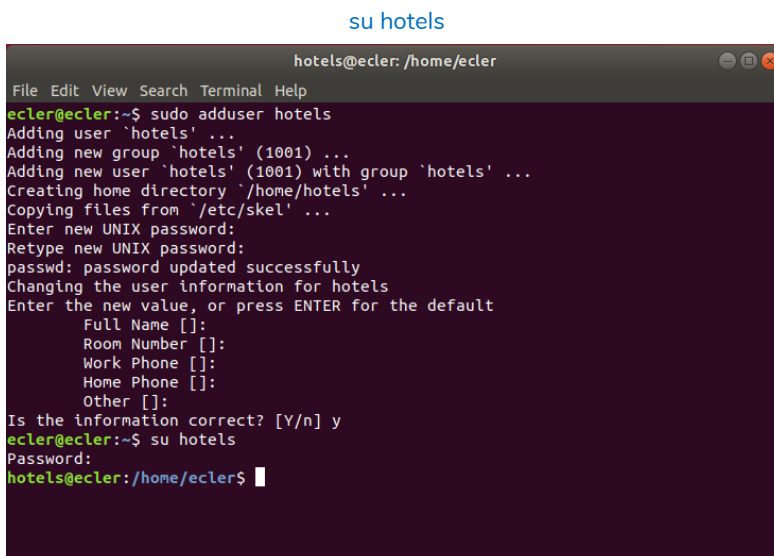 su hotels
hotels@ecler: /home/ecler
File Edit View Search Terminal Help
ecler@ecler:~$ sudo adduser hotels
Adding user `hotels' ...
Adding new group `hotels' (1001) ...
Adding new user `hotels' (1001) with group `hotels' ...
Creating home directory `/home/hotels' ...
Copying files from `/etc/skel' ...
Enter new UNIX password:
Retype new UNIX password:
passwd: password updated successfully
Changing the user information for hotels
Enter the new value, or press ENTER for the default
        Full Name []:
        Room Number []:
        Work Phone []:
        Home Phone []:
        Other []:
Is the information correct? [Y/n] y
ecler@ecler:~$ su hotels
Password:
hotels@ecler:/home/ecler$